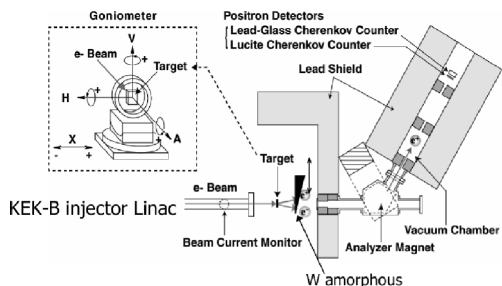 Goniometer
V
e- Beam
Target
H
X
- +
A
Positron Detectors
Lead-Glass Cherenkov Counter
Lucite Cherenkov Counter
Lead Shield
Target
e- Beam
KEK-B injector Linac
Beam Current Monitor
Vacuum Chamber
Analyzer Magnet
W amorphous